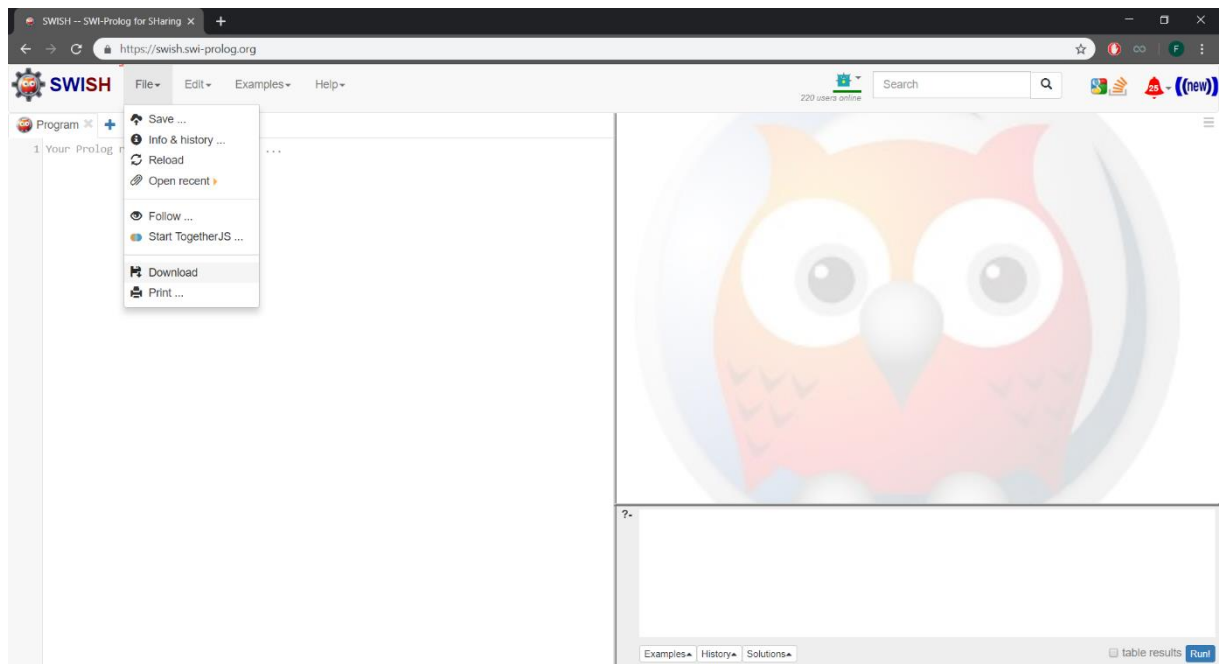 SWISH -- SWI-Prolog for SHaring
https://swish.swi-prolog.org
F
SWISH File Edit Examples Help
220 users online
Search
25
((new))
Program
1 Your Prolog r ...
Save ...
Info & history ...
Reload
Open recent
Follow ...
Start TogetherJS ...
Download
Print ...
?-
Examples History Solutions
table results Run!